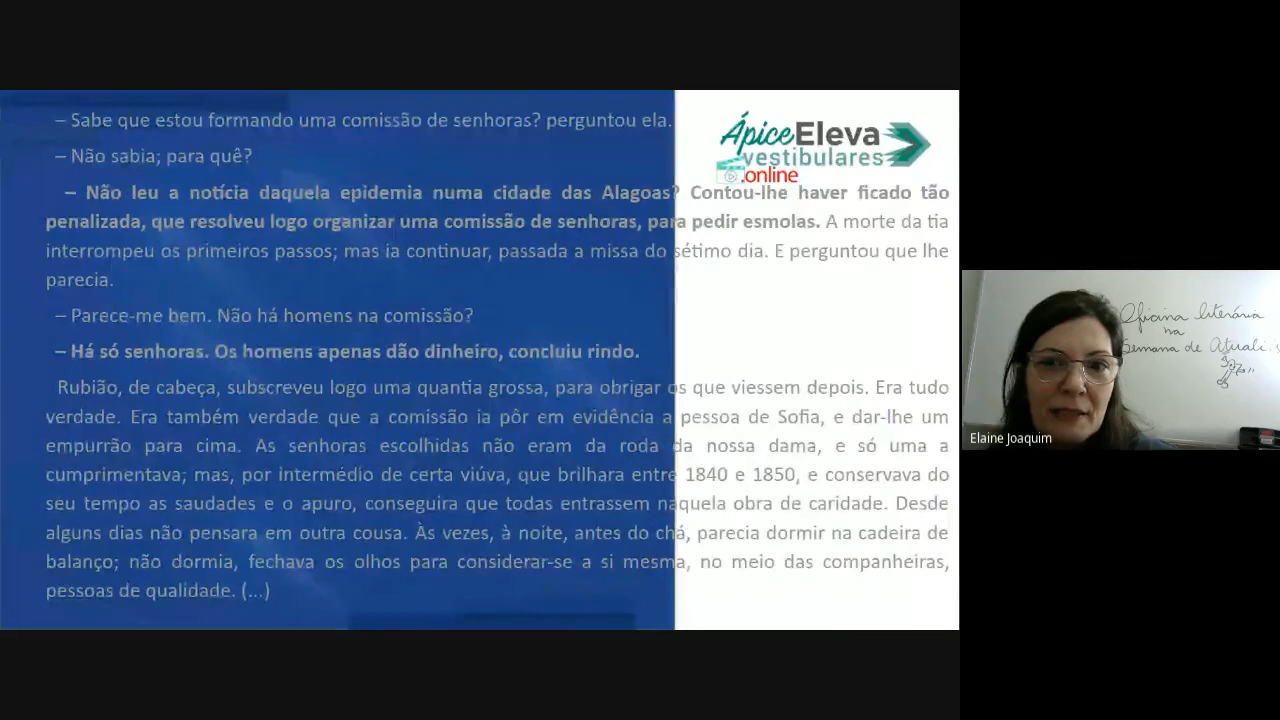 – Sabe que estou formando uma comissão de senhoras? perguntou ela.
– Não sabia; para quê?
– Não leu a notícia daquela epidemia numa cidade das Alagoas? Contou-lhe haver ficado tão
penalizada, que resolveu logo organizar uma comissão de senhoras, para pedir esmolas. A morte da tia
interrompeu os primeiros passos; mas ia continuar, passada a missa do sétimo dia. E perguntou que lhe
parecia.
– Parece-me bem. Não há homens na comissão?
– Há só senhoras. Os homens apenas dão dinheiro, concluiu rindo.
Rubião, de cabeça, subscreveu logo uma quantia grossa, para obrigar os que viessem depois. Era tudo
verdade. Era também verdade que a comissão ia pôr em evidência a pessoa de Sofia, e dar-lhe um
empurrão para cima. As senhoras escolhidas não eram da roda da nossa dama, e só uma a
cumprimentava; mas, por intermédio de certa viúva, que brilhara entre 1840 e 1850, e conservava do
seu tempo as saudades e o apuro, conseguira que todas entrassem naquela obra de caridade. Desde
alguns dias não pensara em outra cousa. Às vezes, à noite, antes do chá, parecia dormir na cadeira de
balanço; não dormia, fechava os olhos para considerar-se a si mesma, no meio das companheiras,
pessoas de qualidade. (...)
ÁpiceEleva
vestibulares
.online
Oficina literária
na
Semana de
Elaine Joaquim